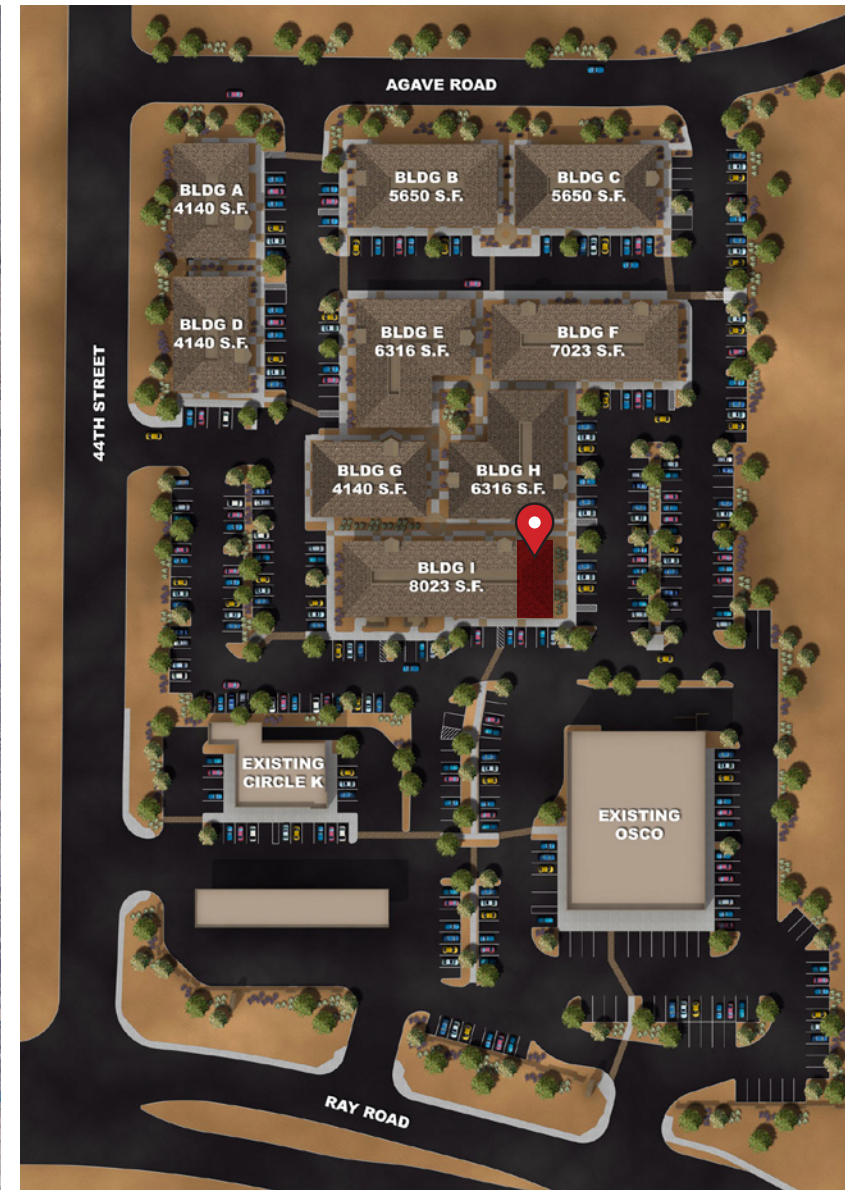 AGAVE ROAD
BLDG A
4140 S.F.
BLDG B
5650 S.F.
BLDG C
5650 S.F.
BLDG D
4140 S.F.
BLDG E
6316 S.F.
BLDG F
7023 S.F.
44TH STREET
BLDG G
4140 S.F.
BLDG H
6316 S.F.
BLDG I
8023 S.F.
EXISTING
CIRCLE K
EXISTING
OSCO
RAY ROAD